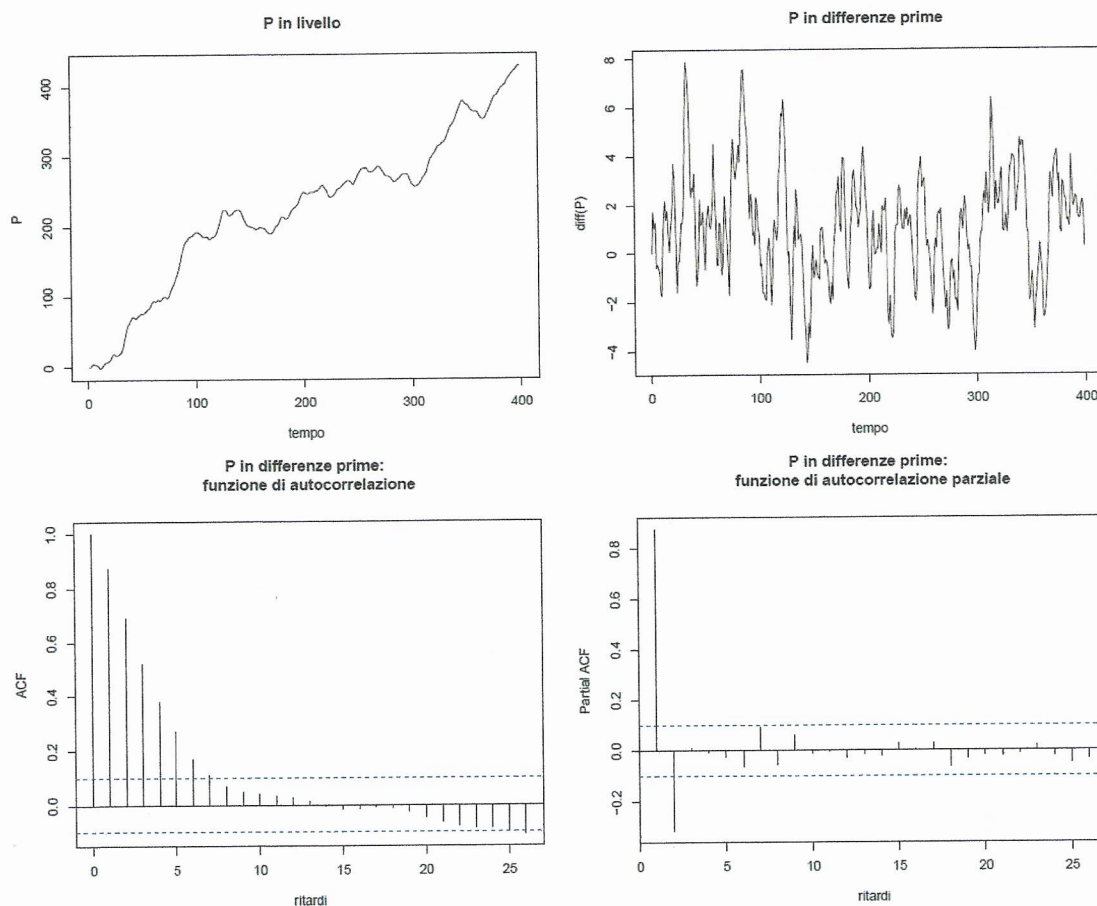 P in livello
400
300
200
100
0
P
0 100 200 300 400
tempo
P in differenze prime
8
6
4
2
0
−2
−4
diff(P)
0 100 200 300 400
tempo
P in differenze prime:
funzione di autocorrelazione
1.0
0.8
0.6
0.4
0.2
0.0
ACF
0 5 10 15 20 25
ritardi
P in differenze prime:
funzione di autocorrelazione parziale
0.8
0.6
0.4
0.2
0.0
−0.2
Partial ACF
0 5 10 15 20 25
ritardi